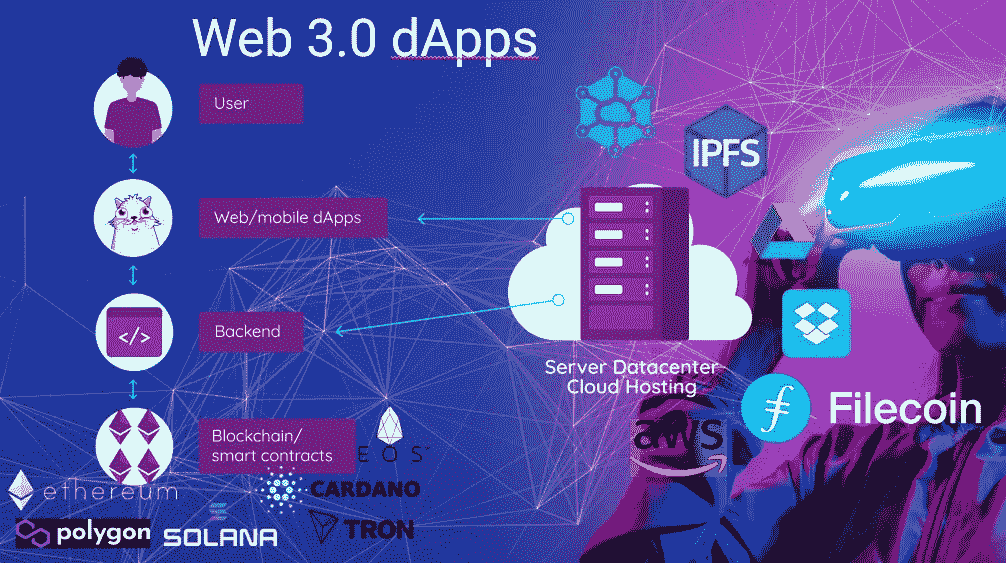 Web 3.0 dApps
User
Web/mobile dApps
Backend
</>
Blockchain/
smart contracts
IPFS
Server Datacenter
Cloud Hosting
Filecoin
aws
EOS
ethereum
CARDANO
polygon
SOLANA
TRON